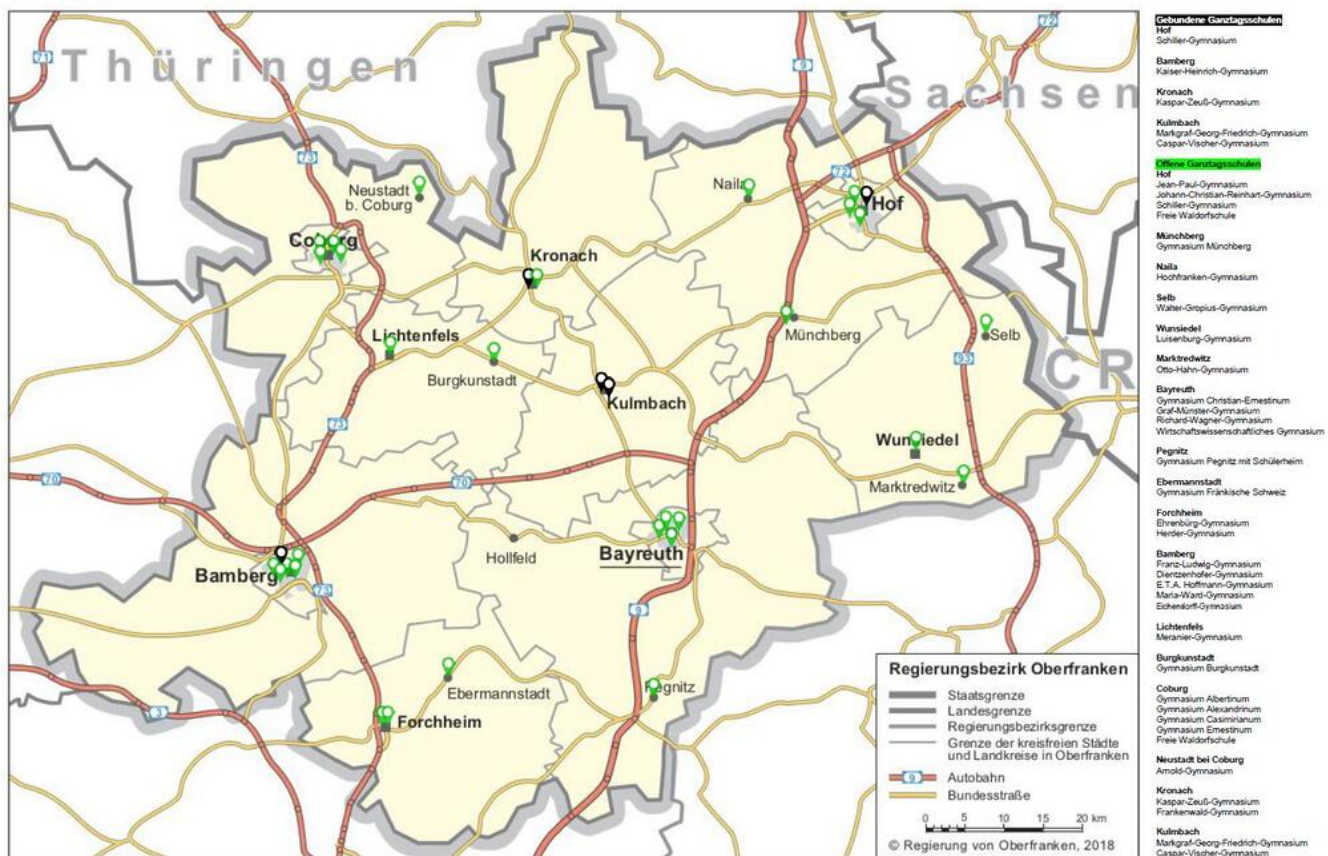 Thüringen
Sachsen
ČR
71
73
9
72
72
Neustadt
b. Coburg
Naila
Hof
Coburg
Kronach
Lichtenfels
Burgkunstadt
Münchberg
Selb
93
Kulmbach
73
Wunsiedel
Marktredwitz
70
70
Hollfeld
Bayreuth
Bamberg
73
9
Ebermannstadt
Pegnitz
3
Forchheim
Regierungsbezirk Oberfranken
Staatsgrenze
Landesgrenze
Regierungsbezirksgrenze
Grenze der kreisfreien Städte
und Landkreise in Oberfranken
9 Autobahn
Bundesstraße
0 5 10 15 20 km
© Regierung von Oberfranken, 2018
Gebundene Ganztagsschulen
Hof
Schiller-Gymnasium
Bamberg
Kaiser-Heinrich-Gymnasium
Kronach
Kaspar-Zeuß-Gymnasium
Kulmbach
Markgraf-Georg-Friedrich-Gymnasium
Caspar-Vischer-Gymnasium
Offene Ganztagsschulen
Hof
Jean-Paul-Gymnasium
Johann-Christian-Reinhart-Gymnasium
Schiller-Gymnasium
Freie Waldorfschule
Münchberg
Gymnasium Münchberg
Naila
Hochfranken-Gymnasium
Selb
Walter-Gropius-Gymnasium
Wunsiedel
Luisenburg-Gymnasium
Marktredwitz
Otto-Hahn-Gymnasium
Bayreuth
Gymnasium Christian-Ernestinum
Graf-Münster-Gymnasium
Richard-Wagner-Gymnasium
Wirtschaftswissenschaftliches Gymnasium
Pegnitz
Gymnasium Pegnitz mit Schülerheim
Ebermannstadt
Gymnasium Fränkische Schweiz
Forchheim
Ehrenbürg-Gymnasium
Herder-Gymnasium
Bamberg
Franz-Ludwig-Gymnasium
Dientzenhofer-Gymnasium
E.T.A. Hoffmann-Gymnasium
Maria-Ward-Gymnasium
Eichendorff-Gymnasium
Lichtenfels
Meranier-Gymnasium
Burgkunstadt
Gymnasium Burgkunstadt
Coburg
Gymnasium Albertinum
Gymnasium Alexandrinum
Gymnasium Casimirianum
Gymnasium Ernestinum
Freie Waldorfschule
Neustadt bei Coburg
Arnold-Gymnasium
Kronach
Kaspar-Zeuß-Gymnasium
Frankenwald-Gymnasium
Kulmbach
Markgraf-Georg-Friedrich-Gymnasium
Caspar-Vischer-Gymnasium